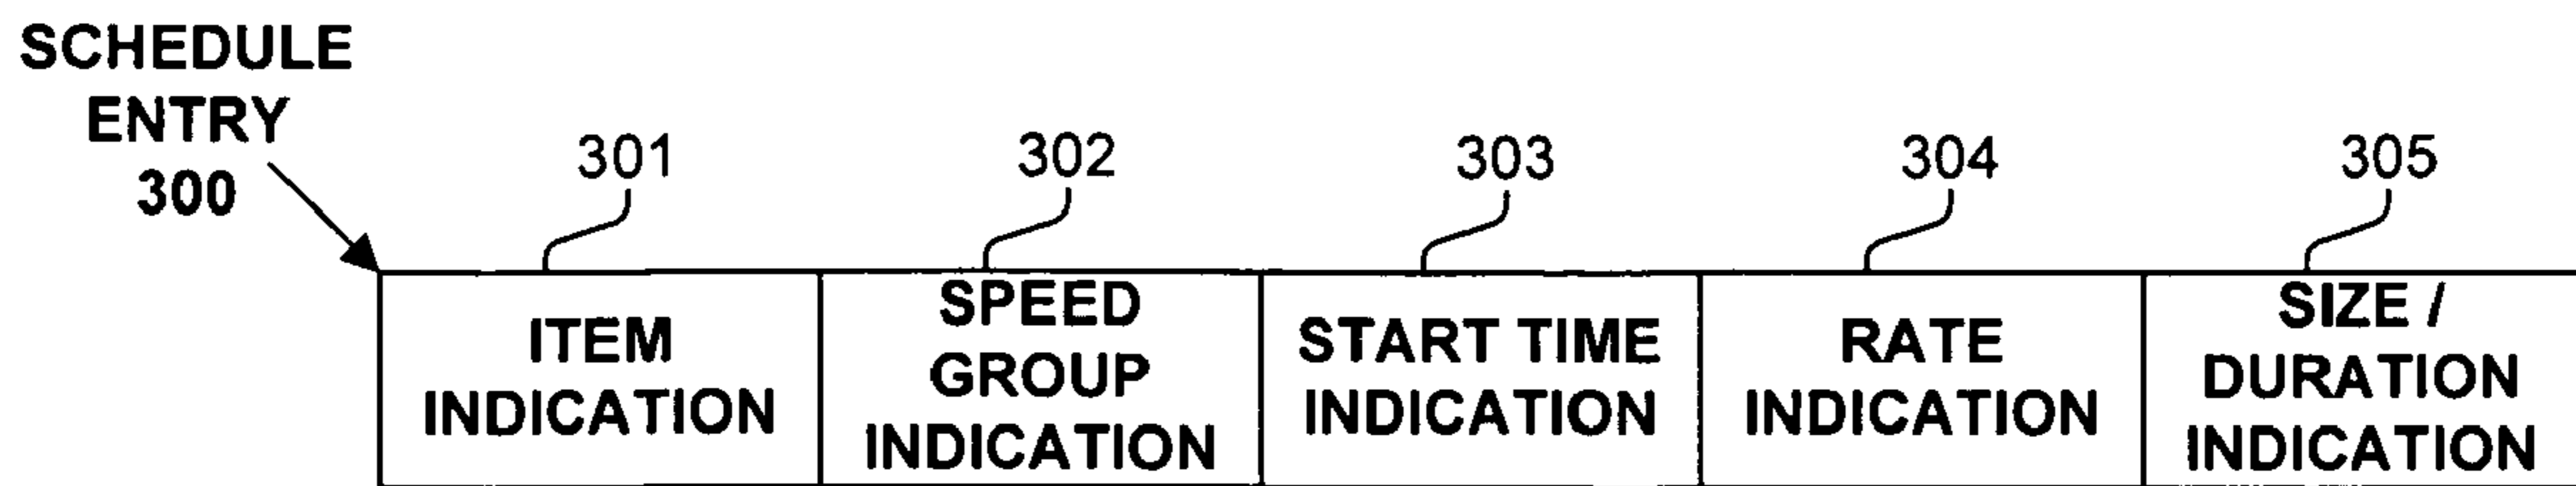 SCHEDULE
ENTRY
300
301
302
303
304
305
ITEM
INDICATION
SPEED
GROUP
INDICATION
START TIME
INDICATION
RATE
INDICATION
SIZE /
DURATION
INDICATION